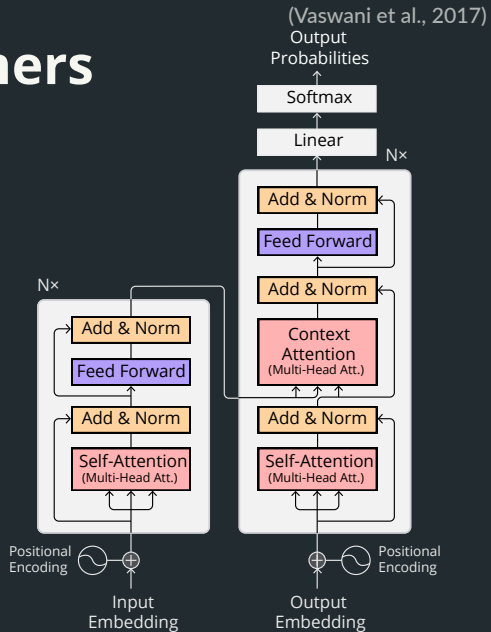 (Vaswani et al., 2017)
ners
Output
Probabilities
Softmax
Linear
N×
Add & Norm
Feed Forward
Add & Norm
Context
Attention
(Multi-Head Att.)
Add & Norm
Self-Attention
(Multi-Head Att.)
Positional
Encoding
Output
Embedding
N×
Add & Norm
Feed Forward
Add & Norm
Self-Attention
(Multi-Head Att.)
Positional
Encoding
Input
Embedding